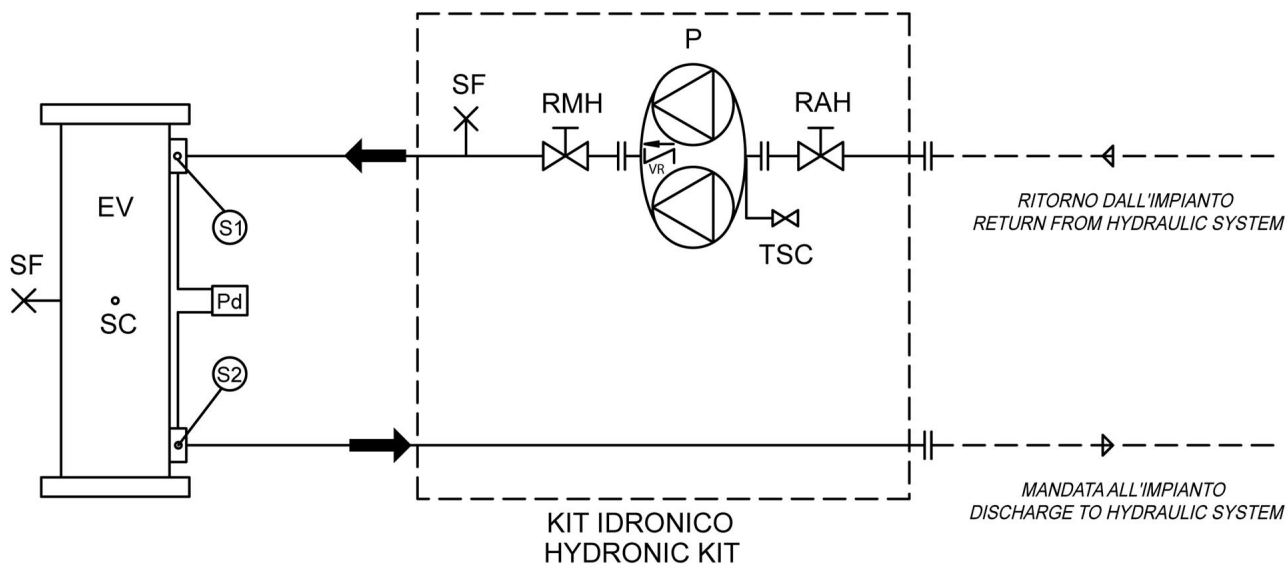 P
SF
RMH
RAH
VR
EV
S1
TSC
RITORNO DALL'IMPIANTO
RETURN FROM HYDRAULIC SYSTEM
SF
Pd
SC
S2
MANDATA ALL'IMPIANTO
DISCHARGE TO HYDRAULIC SYSTEM
KIT IDRONICO
HYDRONIC KIT